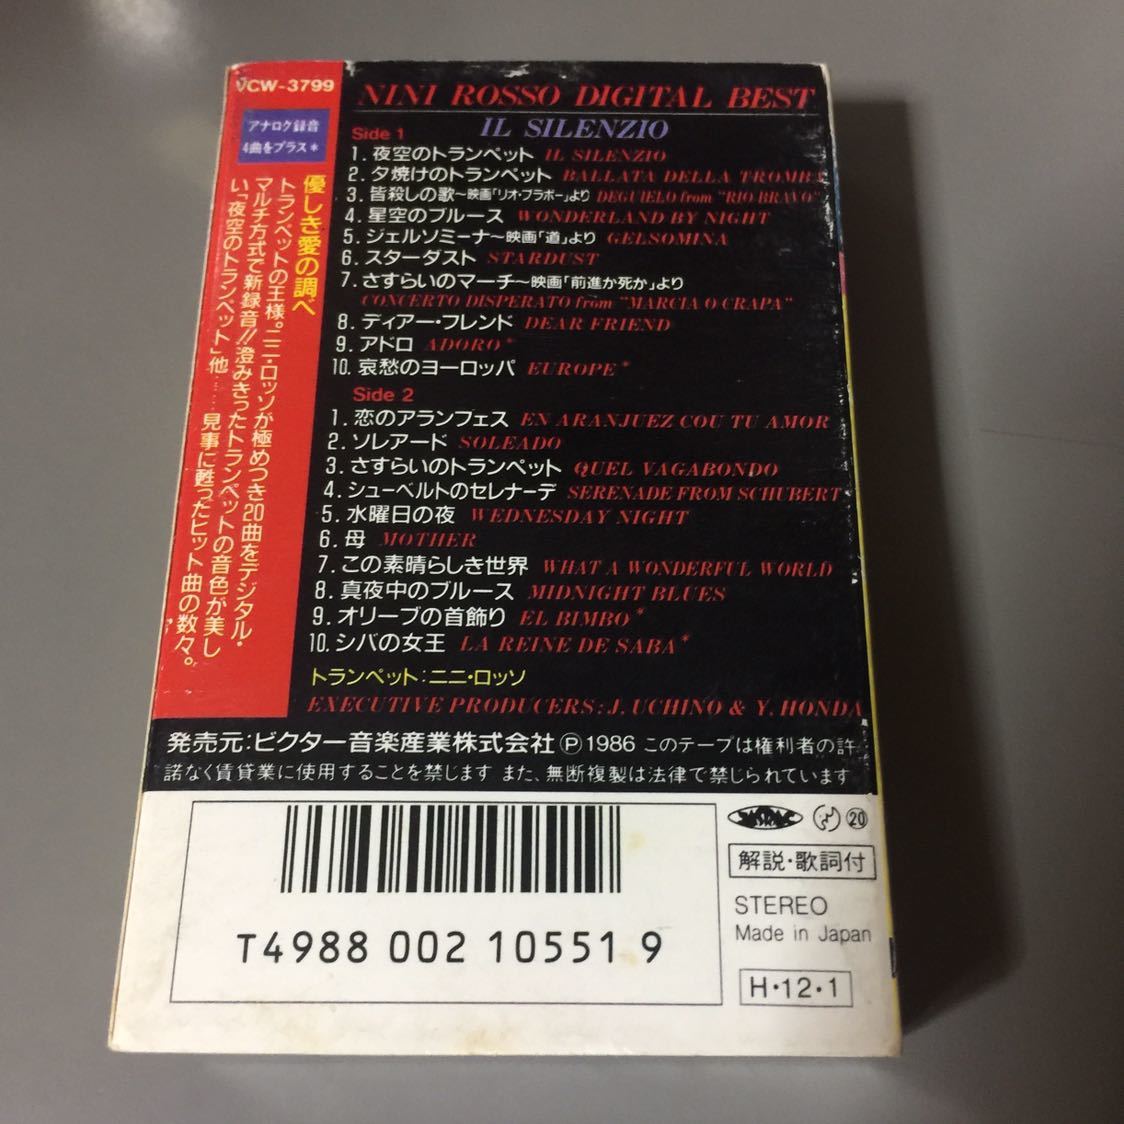 VCW-3799
アナログ録音
4曲をプラス*
優しき愛の調べ
トランペットの王様。ニニ・ロッソが極めつき20曲をデジタル・
マルチ方式で新録音!!澄みきったトランペットの音色が美し
い「夜空のトランペット」他……見事に甦ったヒット曲の数々。
NINI ROSSO DIGITAL BEST
IL SILENZIO
Side 1
1. 夜空のトランペット IL SILENZIO
2. 夕焼けのトランペット BALLATA DELLA TROMBA
3. 皆殺しの歌〜映画「リオ・ブラボー」より DEGUIELO from "RIO BRAVO"
4. 星空のブルース WONDERLAND BY NIGHT
5. ジェルソミーナ〜映画「道」より GELSOMINA
6. スターダスト STARDUST
7. さすらいのマーチ〜映画「前進か死か」より
CONCERTO DISPERATO from "MARCIA O CRAPA"
8. ディアー・フレンド DEAR FRIEND
9. アドロ ADORO*
10. 哀愁のヨーロッパ EUROPE*
Side 2
1. 恋のアランフェス EN ARANJUEZ COU TU AMOR
2. ソレアード SOLEADO
3. さすらいのトランペット QUEL VAGABONDO
4. シューベルトのセレナーデ SERENADE FROM SCHUBERT
5. 水曜日の夜 WEDNESDAY NIGHT
6. 母 MOTHER
7. この素晴らしき世界 WHAT A WONDERFUL WORLD
8. 真夜中のブルース MIDNIGHT BLUES
9. オリーブの首飾り EL BIMBO*
10. シバの女王 LA REINE DE SABA*
トランペット:ニニ・ロッソ
EXECUTIVE PRODUCERS: J. UCHINO & Y. HONDA
発売元:ビクター音楽産業株式会社 Ⓟ1986 このテープは権利者の許
諾なく賃貸業に使用することを禁じます また、無断複製は法律で禁じられています
T4988 002 10551 9
⑳
解説・歌詞付
STEREO
Made in Japan
H・12・1